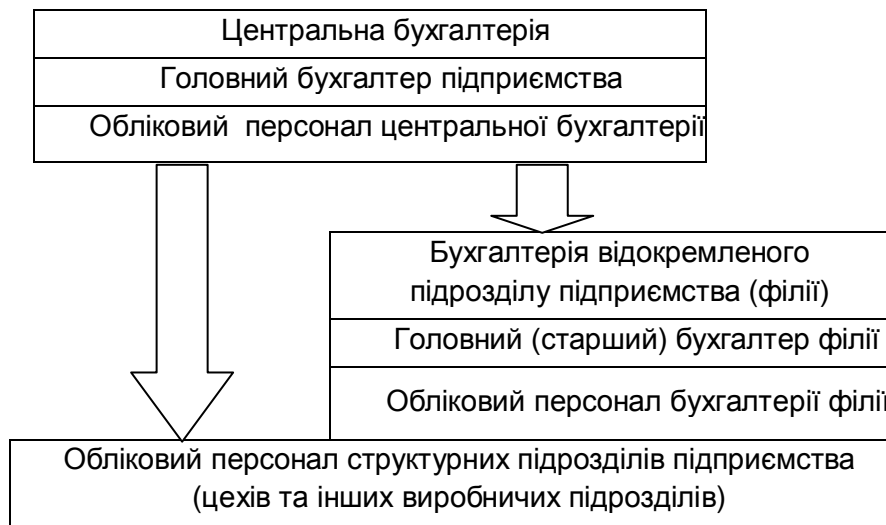 Центральна бухгалтерія
Головний бухгалтер підприємства
Обліковий персонал центральної бухгалтерії
Бухгалтерія відокремленого
підрозділу підприємства (філії)
Головний (старший) бухгалтер філії
Обліковий персонал бухгалтерії філії
Обліковий персонал структурних підрозділів підприємства
(цехів та інших виробничих підрозділів)